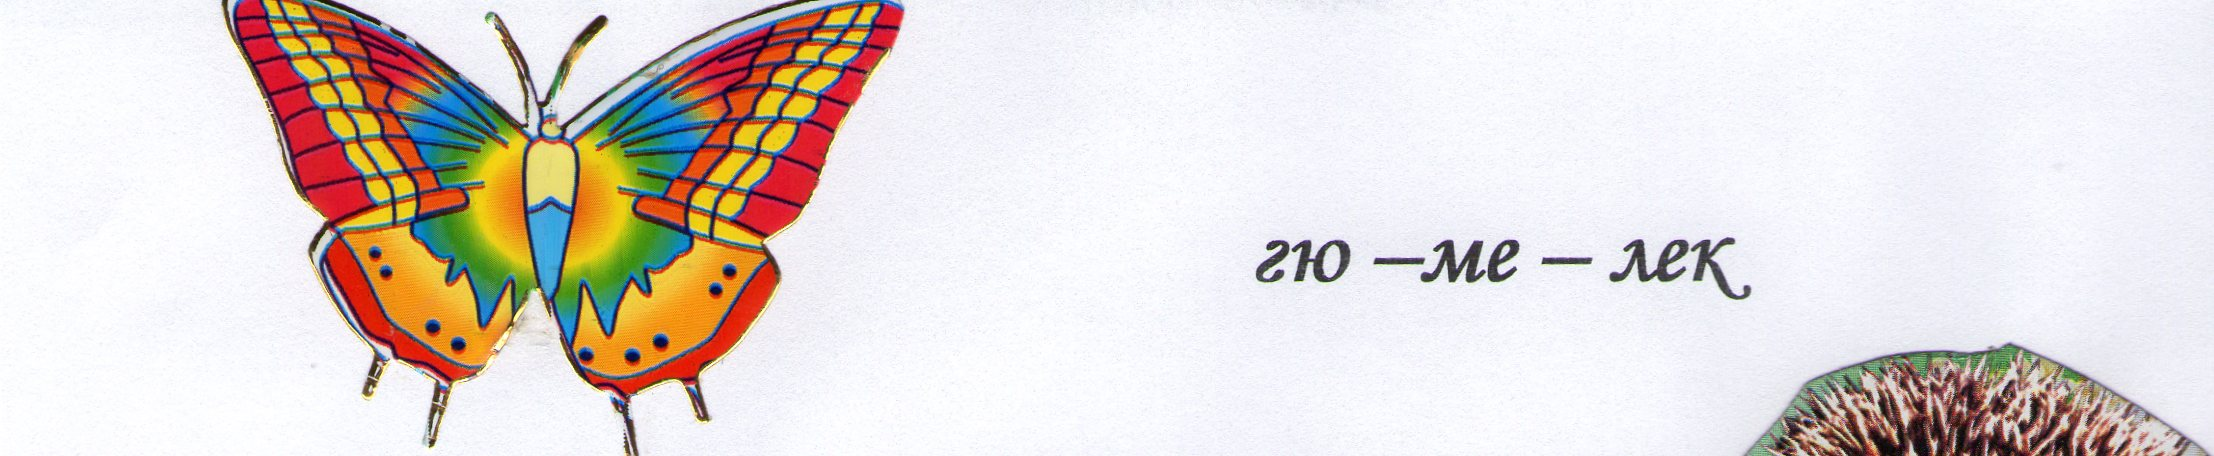 гю –ме – лек